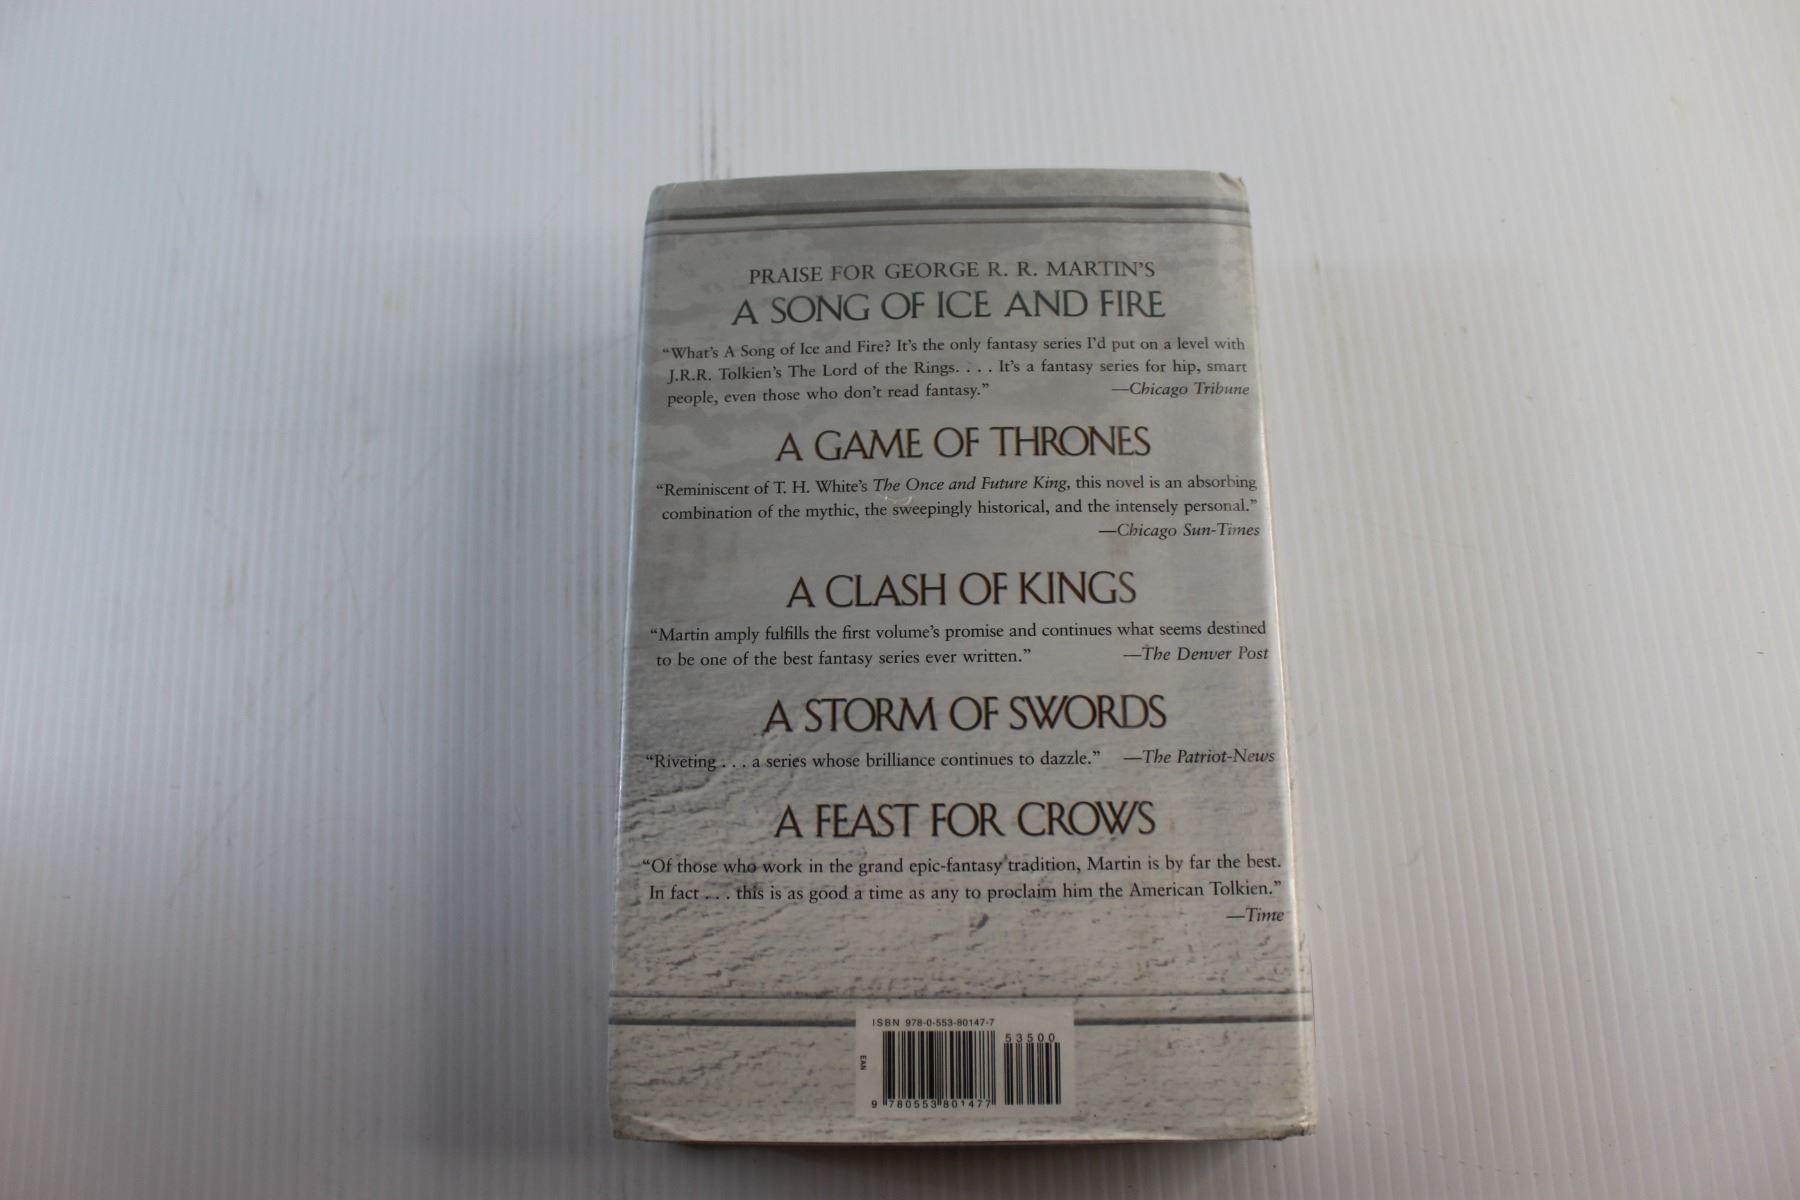 PRAISE FOR GEORGE R. R. MARTIN'S
A SONG OF ICE AND FIRE
“What's A Song of Ice and Fire? It's the only fantasy series I'd put on a level with
J.R.R. Tolkien's The Lord of the Rings. . . . It's a fantasy series for hip, smart
people, even those who don't read fantasy.” —Chicago Tribune
A GAME OF THRONES
“Reminiscent of T. H. White's The Once and Future King, this novel is an absorbing
combination of the mythic, the sweepingly historical, and the intensely personal.”
—Chicago Sun-Times
A CLASH OF KINGS
“Martin amply fulfills the first volume's promise and continues what seems destined
to be one of the best fantasy series ever written.” —The Denver Post
A STORM OF SWORDS
“Riveting . . . a series whose brilliance continues to dazzle.” —The Patriot-News
A FEAST FOR CROWS
“Of those who work in the grand epic-fantasy tradition, Martin is by far the best.
In fact . . . this is as good a time as any to proclaim him the American Tolkien.”
—Time
ISBN 978-0-553-80147-7
53500
EAN
9 780553 801477